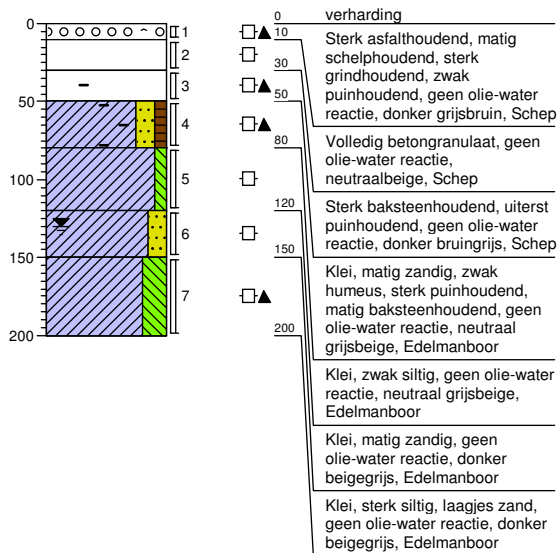 0
50
100
150
200
1
2
3
4
5
6
7
0
10
30
50
80
120
150
200
verharding
Sterk asfalthoudend, matig
schelphoudend, sterk
grindhoudend, zwak
puinhoudend, geen olie-water
reactie, donker grijsbruin, Schep
Volledig betongranulaat, geen
olie-water reactie,
neutraalbeige, Schep
Sterk baksteenhoudend, uiterst
puinhoudend, geen olie-water
reactie, donker bruingrijs, Schep
Klei, matig zandig, zwak
humeus, sterk puinhoudend,
matig baksteenhoudend, geen
olie-water reactie, neutraal
grijsbeige, Edelmanboor
Klei, zwak siltig, geen olie-water
reactie, neutraal grijsbeige,
Edelmanboor
Klei, matig zandig, geen
olie-water reactie, donker
beigegrijs, Edelmanboor
Klei, sterk siltig, laagjes zand,
geen olie-water reactie, donker
beigegrijs, Edelmanboor